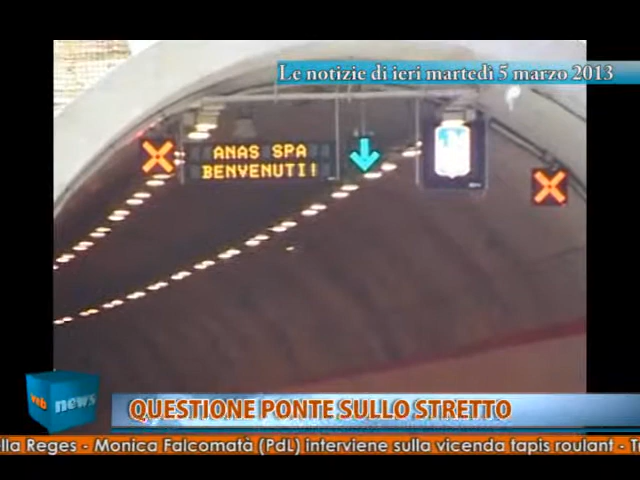 Le notizie di ieri martedì 5 marzo 2013
ANAS SPA
BENVENUTI!
news
QUESTIONE PONTE SULLO STRETTO
lla Reges - Monica Falcomatà (PdL) interviene sulla vicenda tapis roulant - Tr